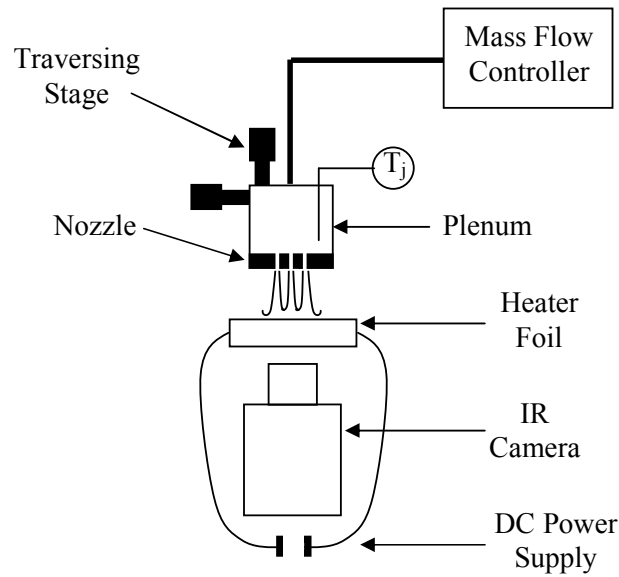 Mass Flow
Controller
Traversing
Stage
Tj
Nozzle
Plenum
Heater
Foil
IR
Camera
DC Power
Supply